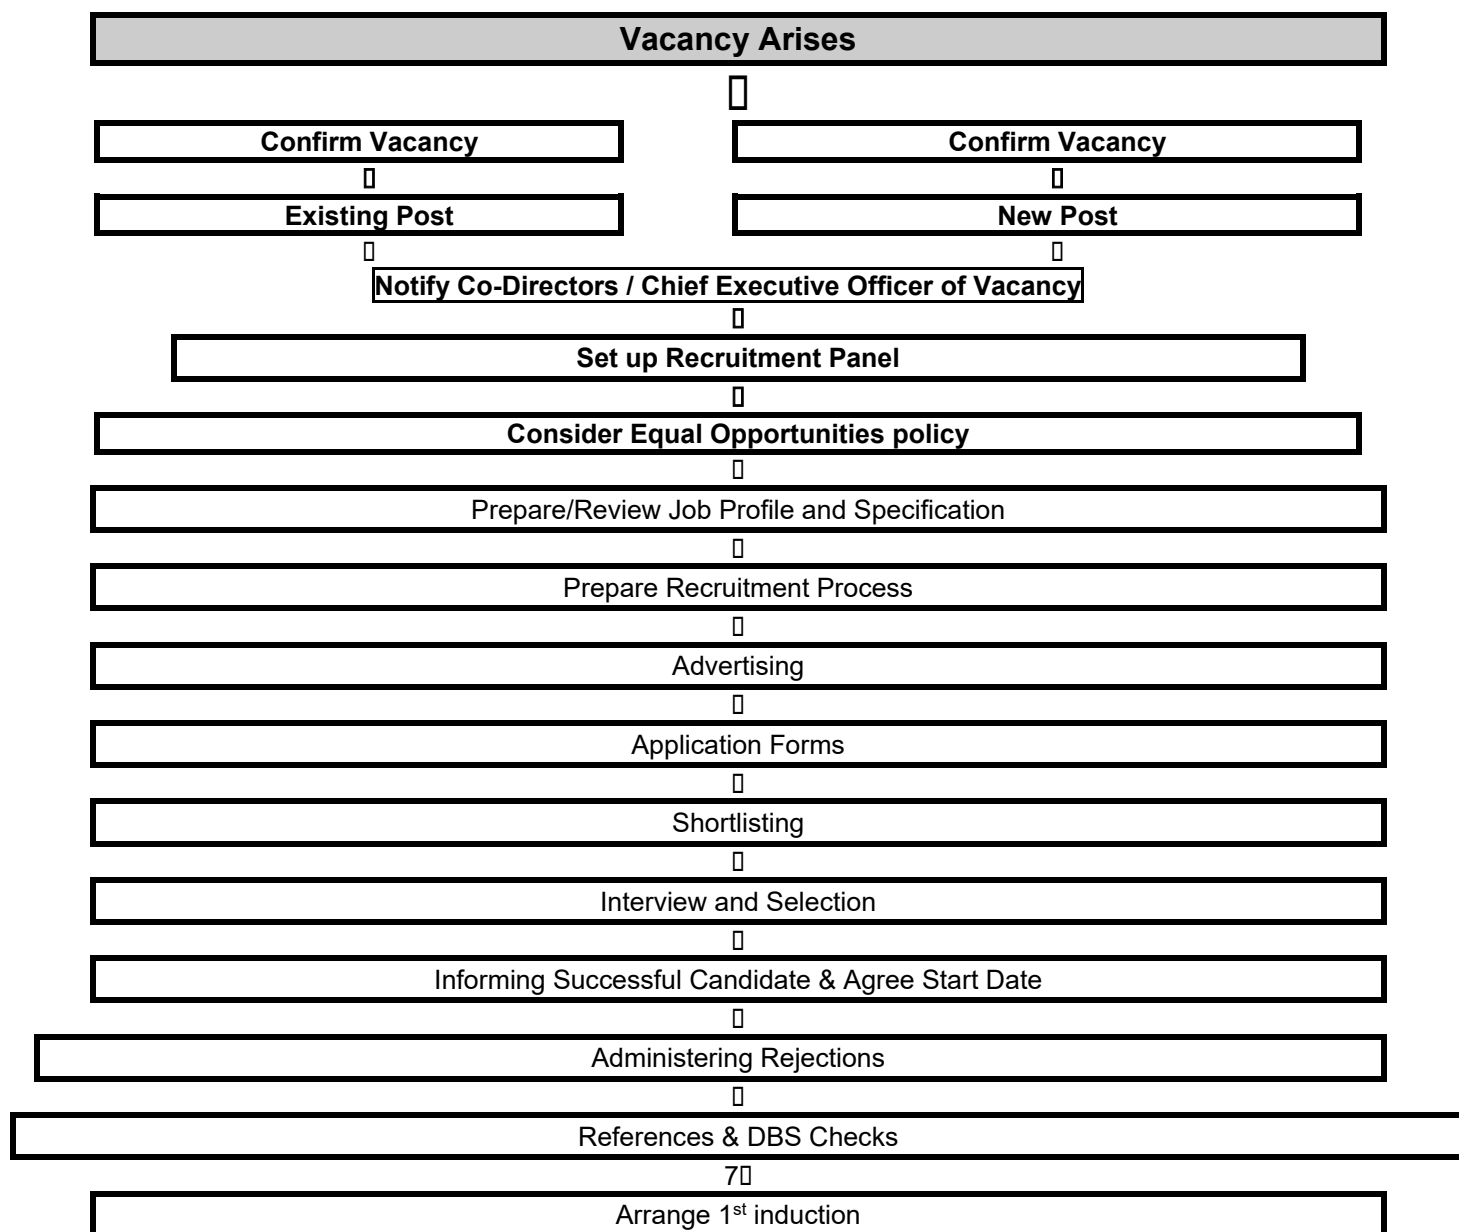 Vacancy Arises
Confirm Vacancy
Confirm Vacancy
Existing Post
New Post
Notify Co-Directors / Chief Executive Officer of Vacancy
Set up Recruitment Panel
Consider Equal Opportunities policy
Prepare/Review Job Profile and Specification
Prepare Recruitment Process
Advertising
Application Forms
Shortlisting
Interview and Selection
Informing Successful Candidate & Agree Start Date
Administering Rejections
References & DBS Checks
7
Arrange 1st induction